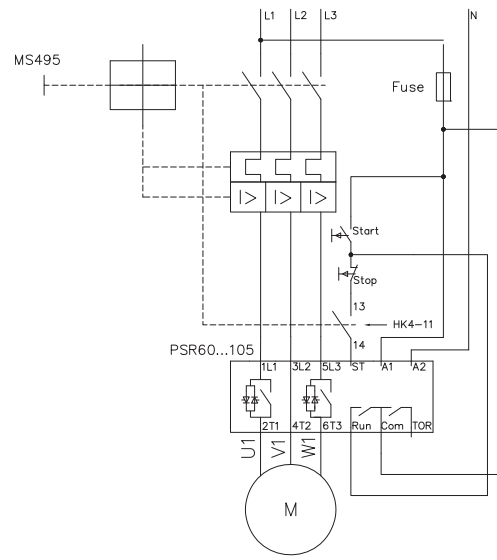 L1 L2 L3 N
MS495
Fuse
I> I> I>
Start
Stop
13
HK4-11
14
PSR60...105
1L1 3L2 5L3 ST A1 A2
2T1 4T2 6T3 Run Com TOR
U1 V1 W1
M